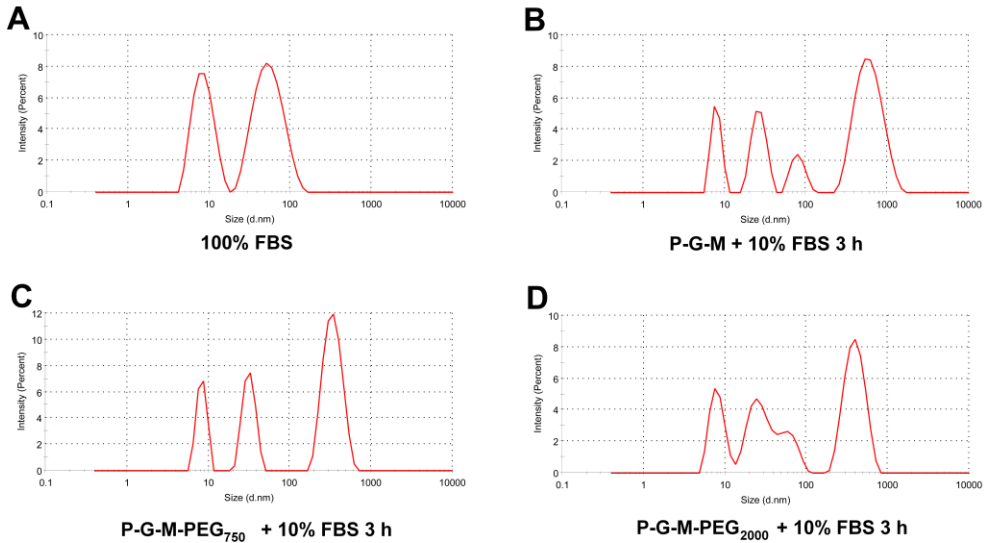 A
10
8
6
4
2
0
Intensity (Percent)
0.1 1 10 100 1000 10000
Size (d.nm)
100% FBS
B
10
8
6
4
2
0
Intensity (Percent)
0.1 1 10 100 1000 10000
Size (d.nm)
P-G-M + 10% FBS 3 h
C
12
10
8
6
4
2
0
Intensity (Percent)
0.1 1 10 100 1000 10000
Size (d.nm)
P-G-M-PEG750 + 10% FBS 3 h
D
10
8
6
4
2
0
Intensity (Percent)
0.1 1 10 100 1000 10000
Size (d.nm)
P-G-M-PEG2000 + 10% FBS 3 h